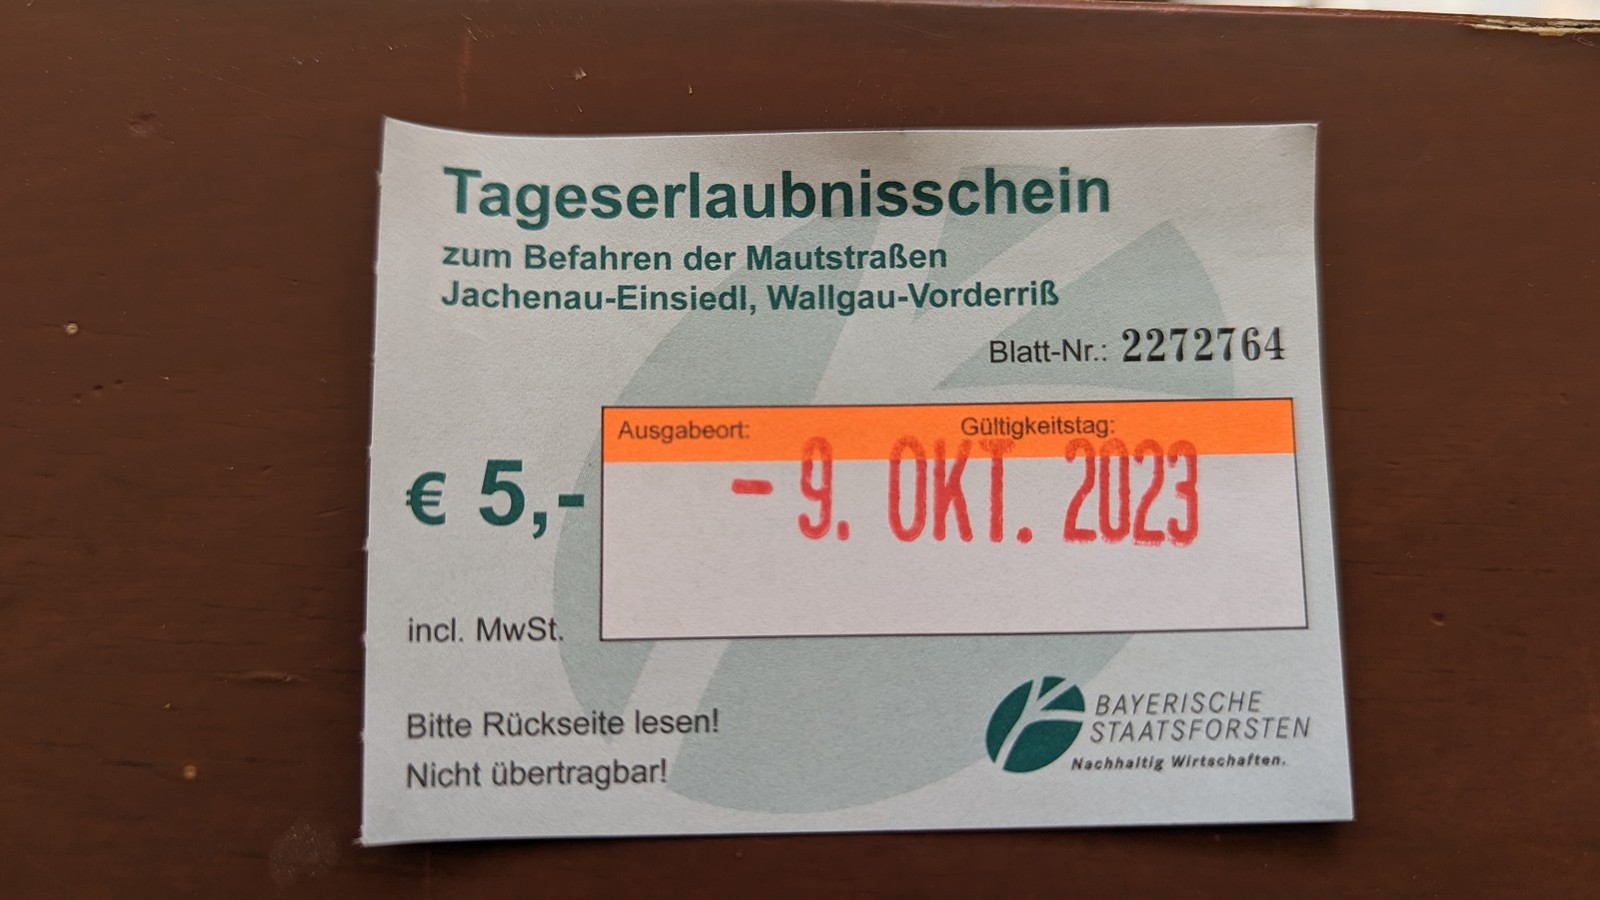 Tageserlaubnisschein
zum Befahren der Mautstraßen
Jachenau-Einsiedl, Wallgau-Vorderriß
Blatt-Nr.: 2272764
Ausgabeort: Gültigkeitstag:
- 9. OKT. 2023
€ 5,-
incl. MwSt.
Bitte Rückseite lesen!
Nicht übertragbar!
BAYERISCHE
STAATSFORSTEN
Nachhaltig Wirtschaften.